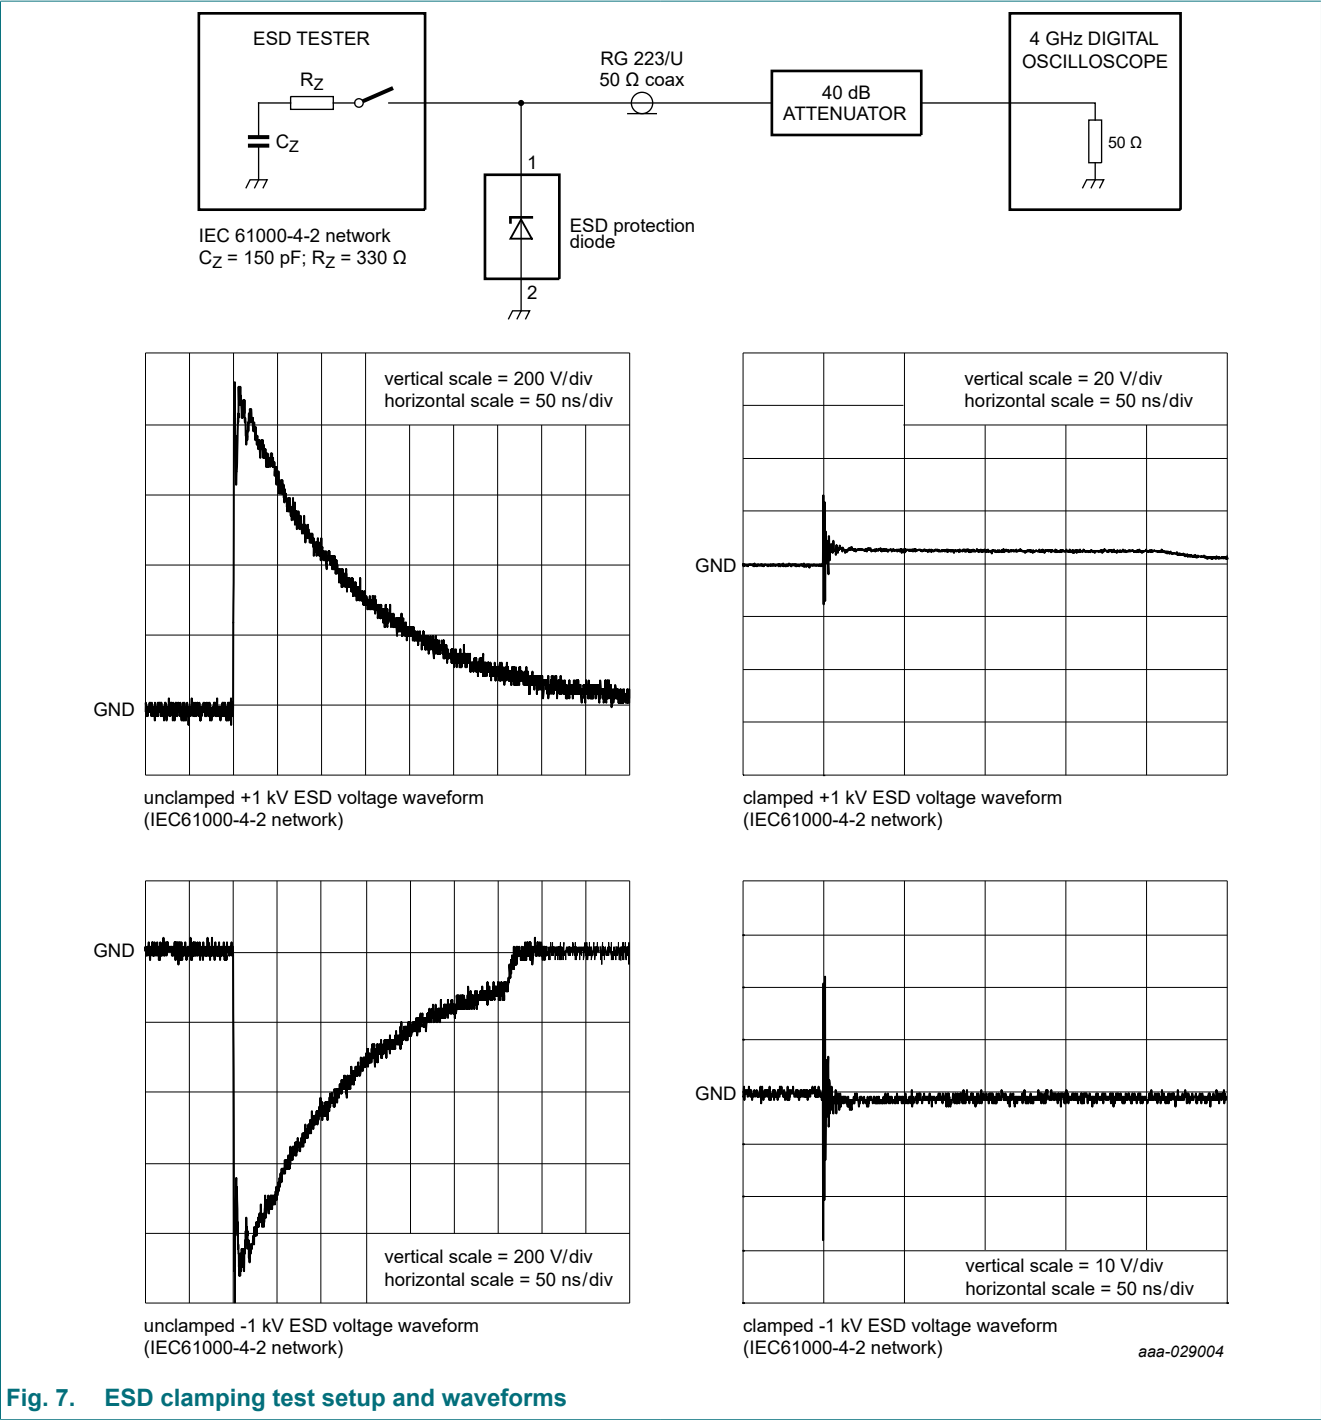 ESD TESTER
RZ
CZ
IEC 61000-4-2 network
CZ = 150 pF; RZ = 330 Ω
RG 223/U
50 Ω coax
40 dB
ATTENUATOR
4 GHz DIGITAL
OSCILLOSCOPE
50 Ω
1
ESD protection
diode
2
vertical scale = 200 V/div
horizontal scale = 50 ns/div
GND
unclamped +1 kV ESD voltage waveform
(IEC61000-4-2 network)
vertical scale = 20 V/div
horizontal scale = 50 ns/div
GND
clamped +1 kV ESD voltage waveform
(IEC61000-4-2 network)
GND
vertical scale = 200 V/div
horizontal scale = 50 ns/div
unclamped -1 kV ESD voltage waveform
(IEC61000-4-2 network)
GND
vertical scale = 10 V/div
horizontal scale = 50 ns/div
clamped -1 kV ESD voltage waveform
(IEC61000-4-2 network)
aaa-029004
Fig. 7. ESD clamping test setup and waveforms